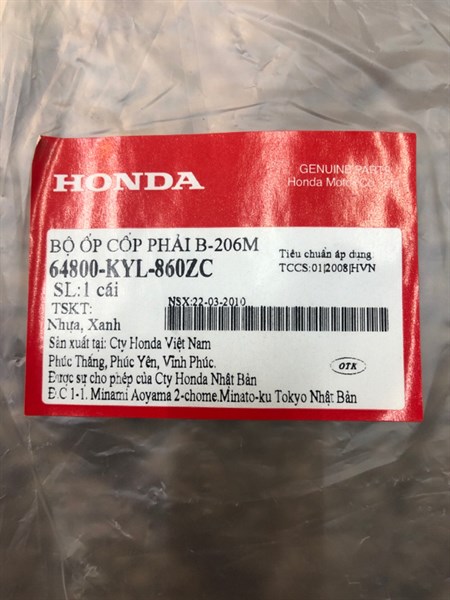 HONDA
GENUINE PARTS
Honda Motor Co
BỘ ỐP CỐP PHẢI B-206M
64800-KYL-860ZC
SL:1 cái
Tiêu chuẩn áp dụng:
TCCS:01|2008|HVN
TSKT:
NSX:22-03-2010
Nhựa, Xanh
Sản xuất tại: Cty Honda Việt Nam
Phúc Thắng, Phúc Yên, Vĩnh Phúc.
Được sự cho phép của Cty Honda Nhật Bản
Đ.C 1-1. Minami Aoyama 2-chome.Minato-ku Tokyo Nhật Bản
OTK